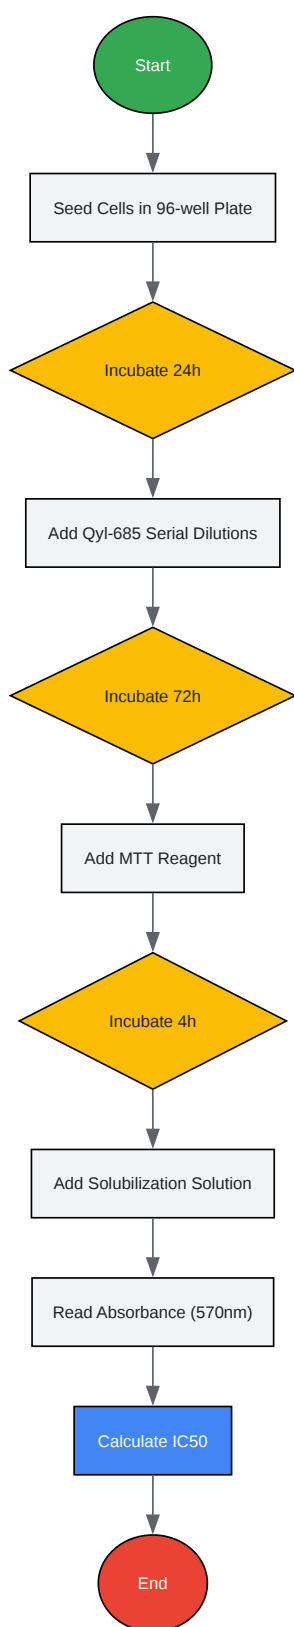 Start
Seed Cells in 96-well Plate
Incubate 24h
Add Qyl-685 Serial Dilutions
Incubate 72h
Add MTT Reagent
Incubate 4h
Add Solubilization Solution
Read Absorbance (570nm)
Calculate IC50
End